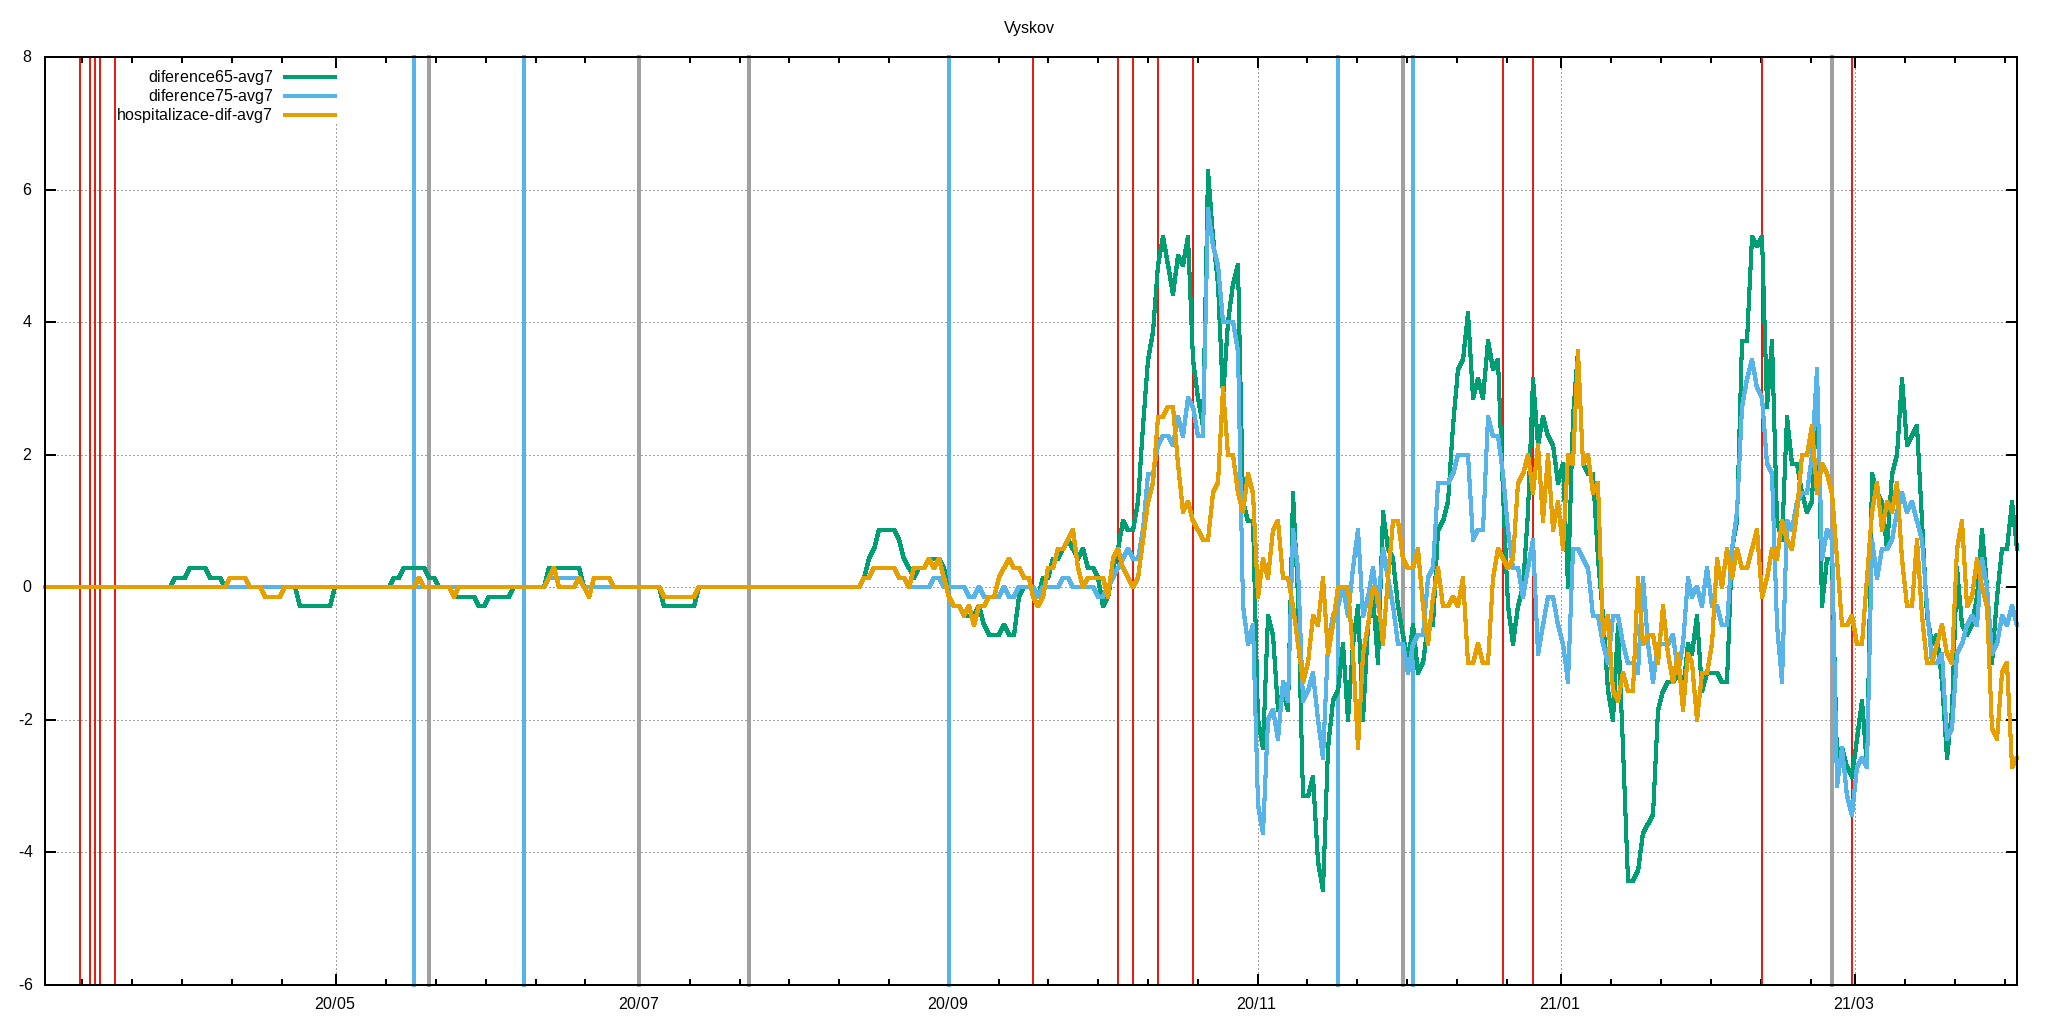 Vyskov
diference65-avg7
diference75-avg7
hospitalizace-dif-avg7
8
6
4
2
0
-2
-4
-6
20/05 20/07 20/09 20/11 21/01 21/03